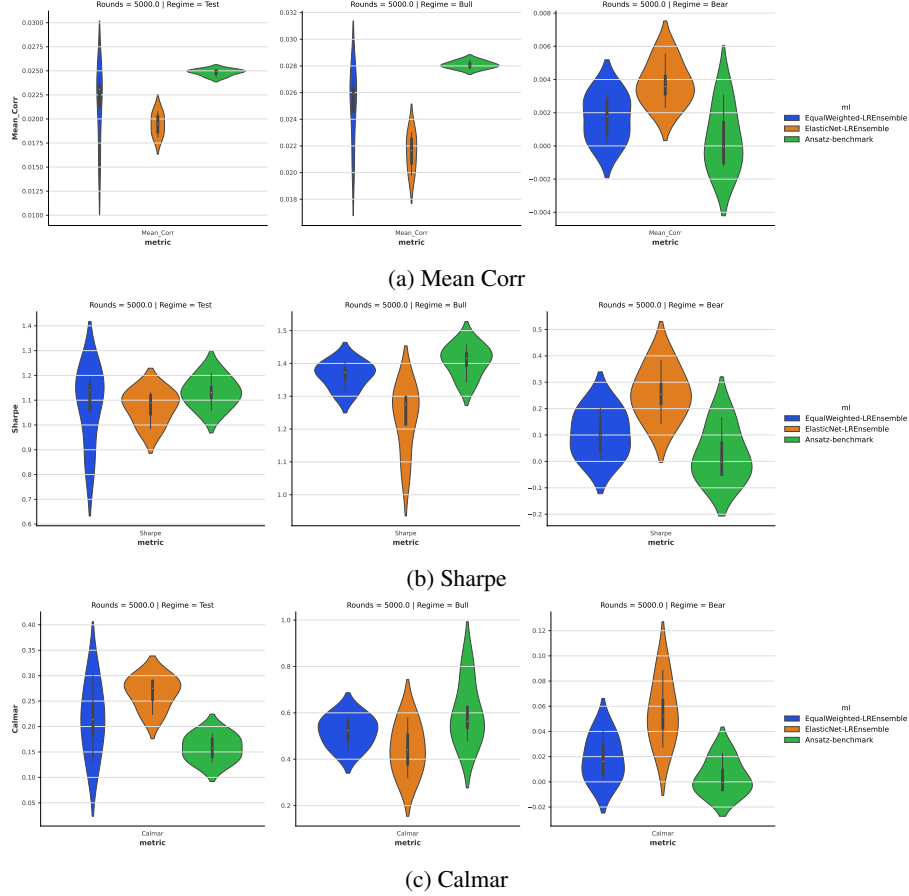 Rounds = 5000.0 | Regime = Test
Rounds = 5000.0 | Regime = Bull
Rounds = 5000.0 | Regime = Bear
0.0300
0.0275
0.0250
0.0225
0.0200
0.0175
0.0150
0.0125
0.0100
Mean_Corr
Mean_Corr
metric
0.032
0.030
0.028
0.026
0.024
0.022
0.020
0.018
Mean_Corr
metric
0.008
0.006
0.004
0.002
0.000
−0.002
−0.004
Mean_Corr
metric
ml
EqualWeighted-LREnsemble
ElasticNet-LREnsemble
Ansatz-benchmark
(a) Mean Corr
Rounds = 5000.0 | Regime = Test
Rounds = 5000.0 | Regime = Bull
Rounds = 5000.0 | Regime = Bear
1.4
1.3
1.2
1.1
1.0
0.9
0.8
0.7
0.6
Sharpe
Sharpe
metric
1.5
1.4
1.3
1.2
1.1
1.0
Sharpe
metric
0.5
0.4
0.3
0.2
0.1
0.0
−0.1
−0.2
Sharpe
metric
ml
EqualWeighted-LREnsemble
ElasticNet-LREnsemble
Ansatz-benchmark
(b) Sharpe
Rounds = 5000.0 | Regime = Test
Rounds = 5000.0 | Regime = Bull
Rounds = 5000.0 | Regime = Bear
0.40
0.35
0.30
0.25
0.20
0.15
0.10
0.05
Calmar
Calmar
metric
1.0
0.8
0.6
0.4
0.2
Calmar
metric
0.12
0.10
0.08
0.06
0.04
0.02
0.00
−0.02
Calmar
metric
ml
EqualWeighted-LREnsemble
ElasticNet-LREnsemble
Ansatz-benchmark
(c) Calmar